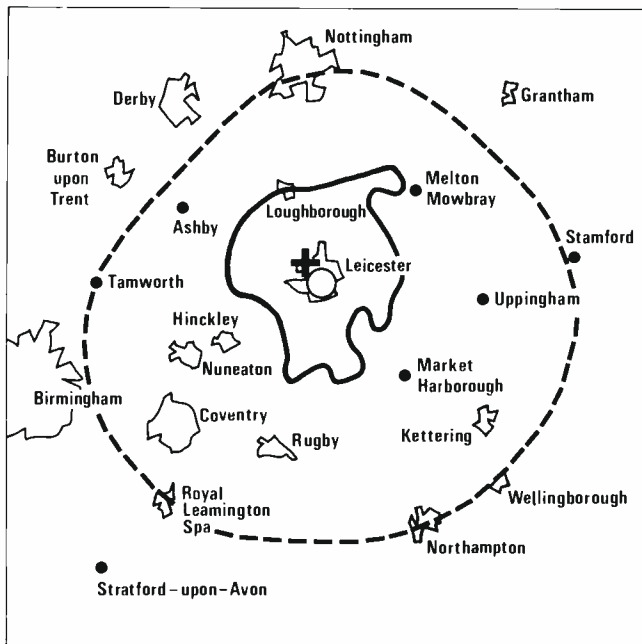 Nottingham
Derby
Grantham
Burton
upon
Trent
Melton
Mowbray
Loughborough
Ashby
Stamford
Leicester
Tamworth
Uppingham
Hinckley
Nuneaton
Market
Harborough
Birmingham
Coventry
Kettering
Rugby
Royal
Leamington
Spa
Wellingborough
Northampton
Stratford-upon-Avon